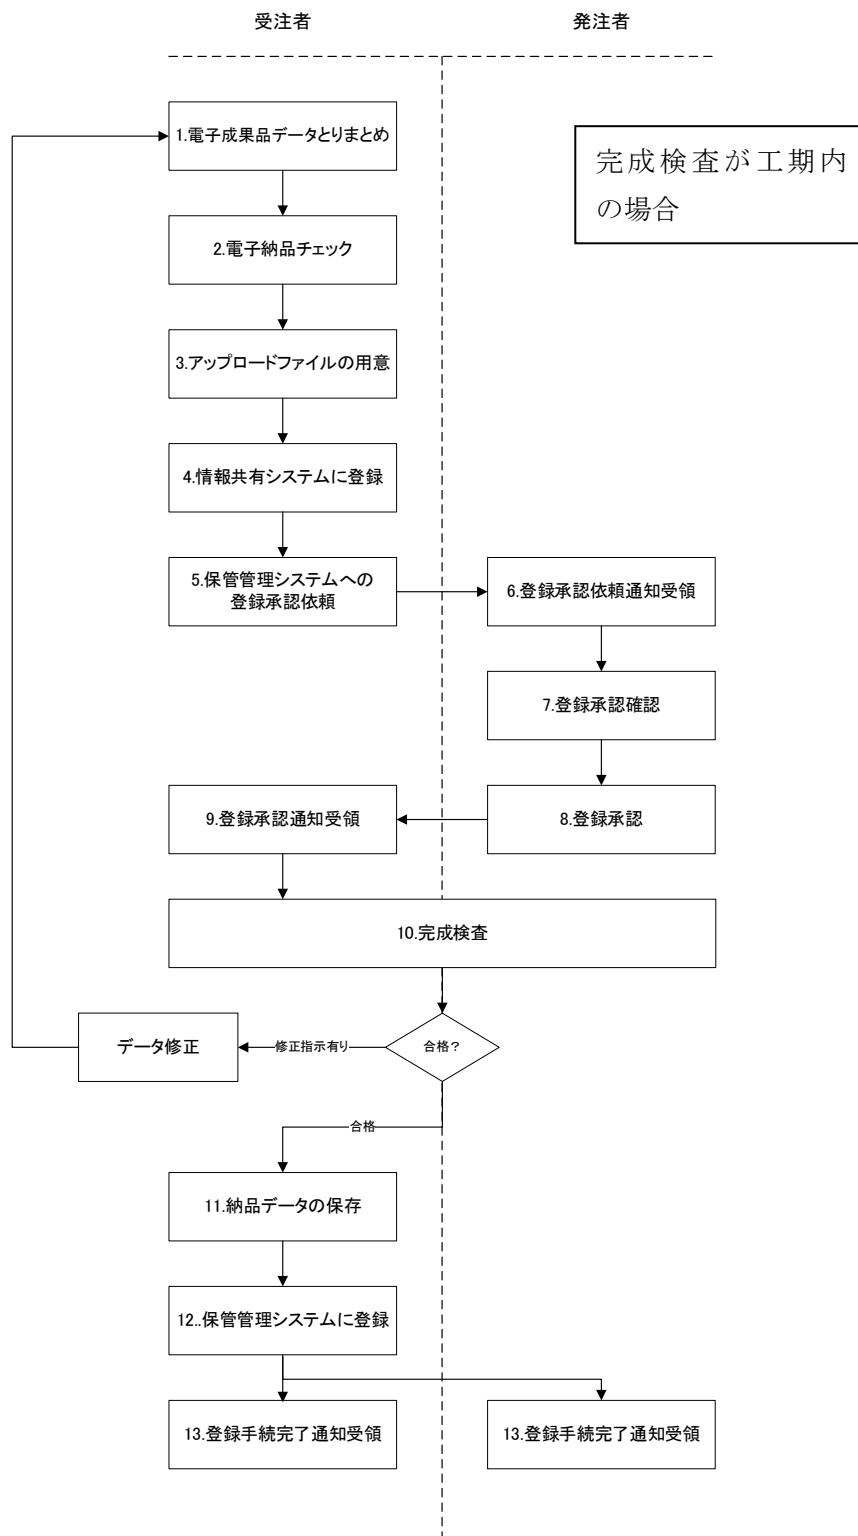 受注者
発注者
1.電子成果品データとりまとめ
完成検査が工期内
の場合
2.電子納品チェック
3.アップロードファイルの用意
4.情報共有システムに登録
5.保管管理システムへの
登録承認依頼
6.登録承認依頼通知受領
7.登録承認確認
9.登録承認通知受領
8.登録承認
10.完成検査
データ修正
修正指示有り
合格？
合格
11.納品データの保存
12..保管管理システムに登録
13.登録手続完了通知受領
13.登録手続完了通知受領